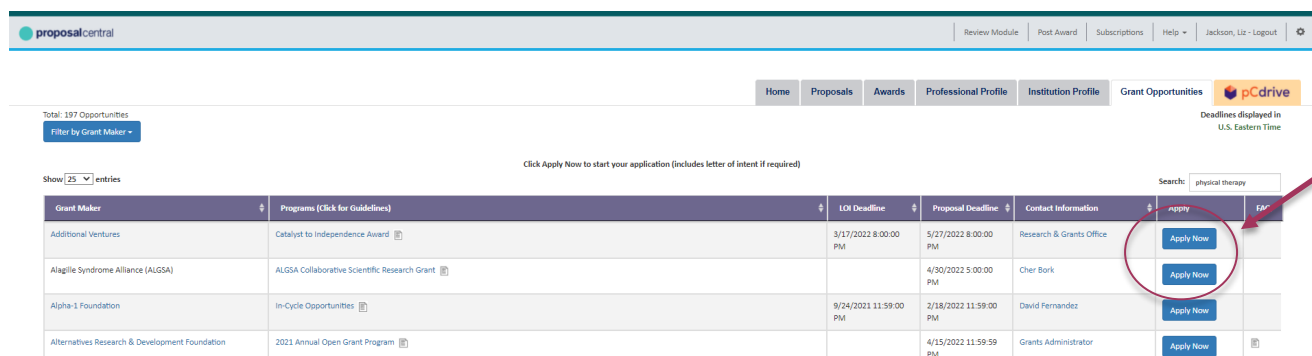 proposalcentral
Review Module
Post Award
Subscriptions
Help
Jackson, Liz - Logout
Home
Proposals
Awards
Professional Profile
Institution Profile
Grant Opportunities
pCdrive
Total: 197 Opportunities
Deadlines displayed in
U.S. Eastern Time
Filter by Grant Maker
Click Apply Now to start your application (includes letter of intent if required)
Show 25 entries
Search: physical therapy
Grant Maker
Programs (Click for Guidelines)
LOI Deadline
Proposal Deadline
Contact Information
Apply
FAQ
Additional Ventures
Catalyst to Independence Award
3/17/2022 8:00:00
PM
5/27/2022 8:00:00
PM
Research & Grants Office
Apply Now
Alagille Syndrome Alliance (ALGSA)
ALGSA Collaborative Scientific Research Grant
4/30/2022 5:00:00
PM
Cher Bork
Apply Now
Alpha-1 Foundation
In-Cycle Opportunities
9/24/2021 11:59:00
PM
2/18/2022 11:59:00
PM
David Fernandez
Apply Now
Alternatives Research & Development Foundation
2021 Annual Open Grant Program
4/15/2022 11:59:59
PM
Grants Administrator
Apply Now